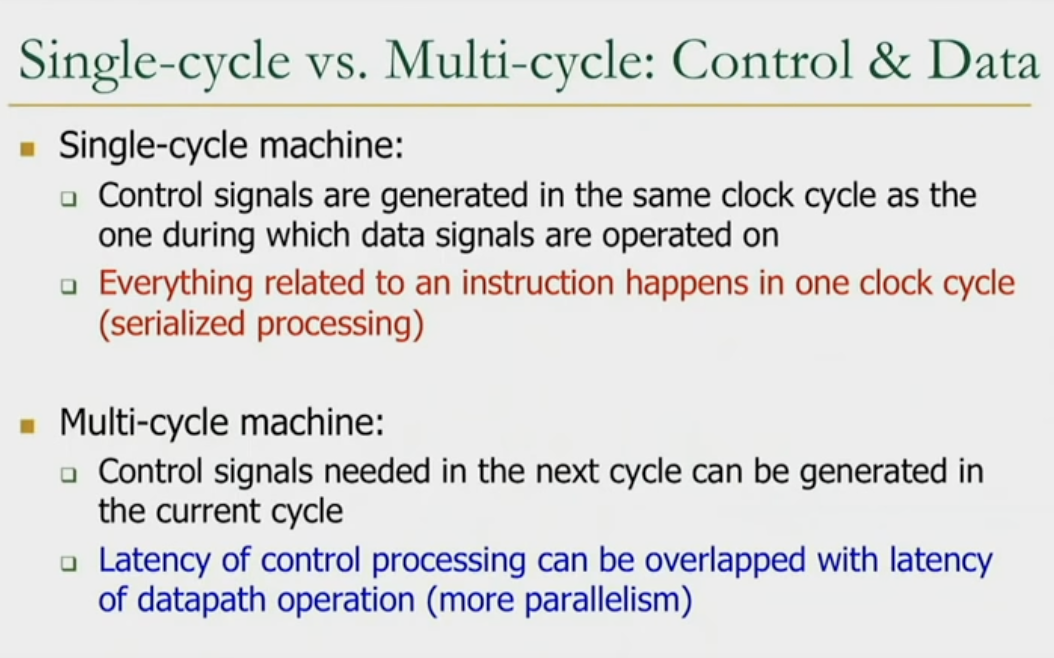 Single-cycle vs. Multi-cycle: Control & Data
Single-cycle machine:
Control signals are generated in the same clock cycle as the
one during which data signals are operated on
Everything related to an instruction happens in one clock cycle
(serialized processing)
Multi-cycle machine:
Control signals needed in the next cycle can be generated in
the current cycle
Latency of control processing can be overlapped with latency
of datapath operation (more parallelism)